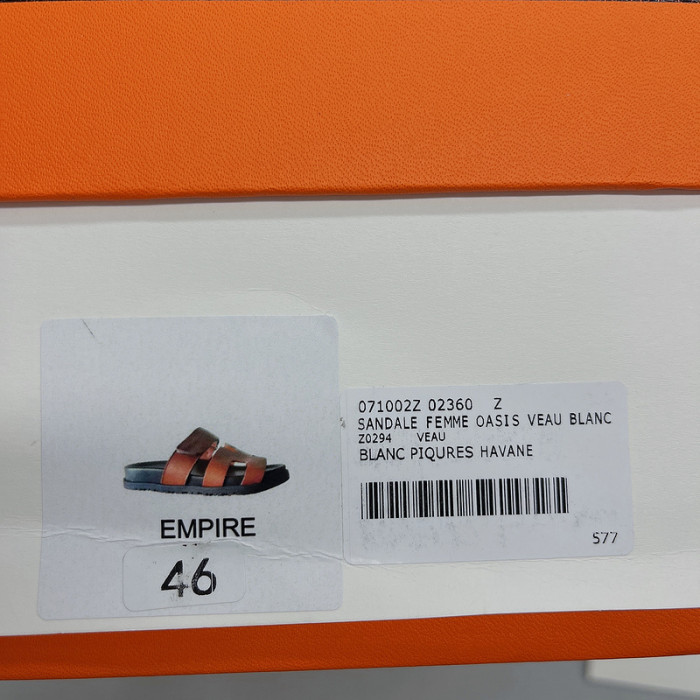 071002Z 02360 Z
SANDALE FEMME OASIS VEAU BLANC
Z0294 VEAU
BLANC PIQURES HAVANE
577
EMPIRE
46